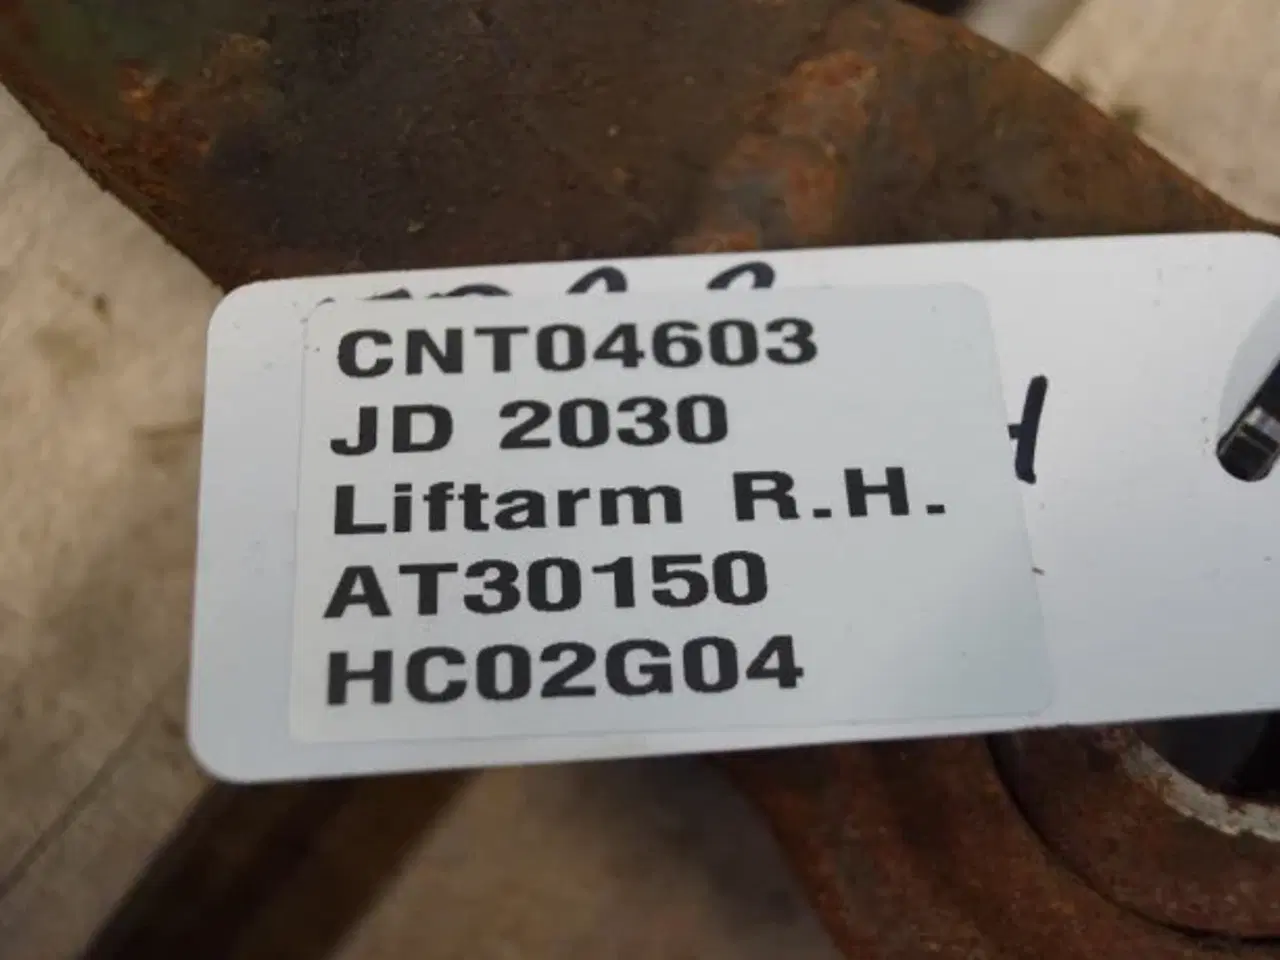 CNT04603
JD 2030
Liftarm R.H.
AT30150
HC02G04